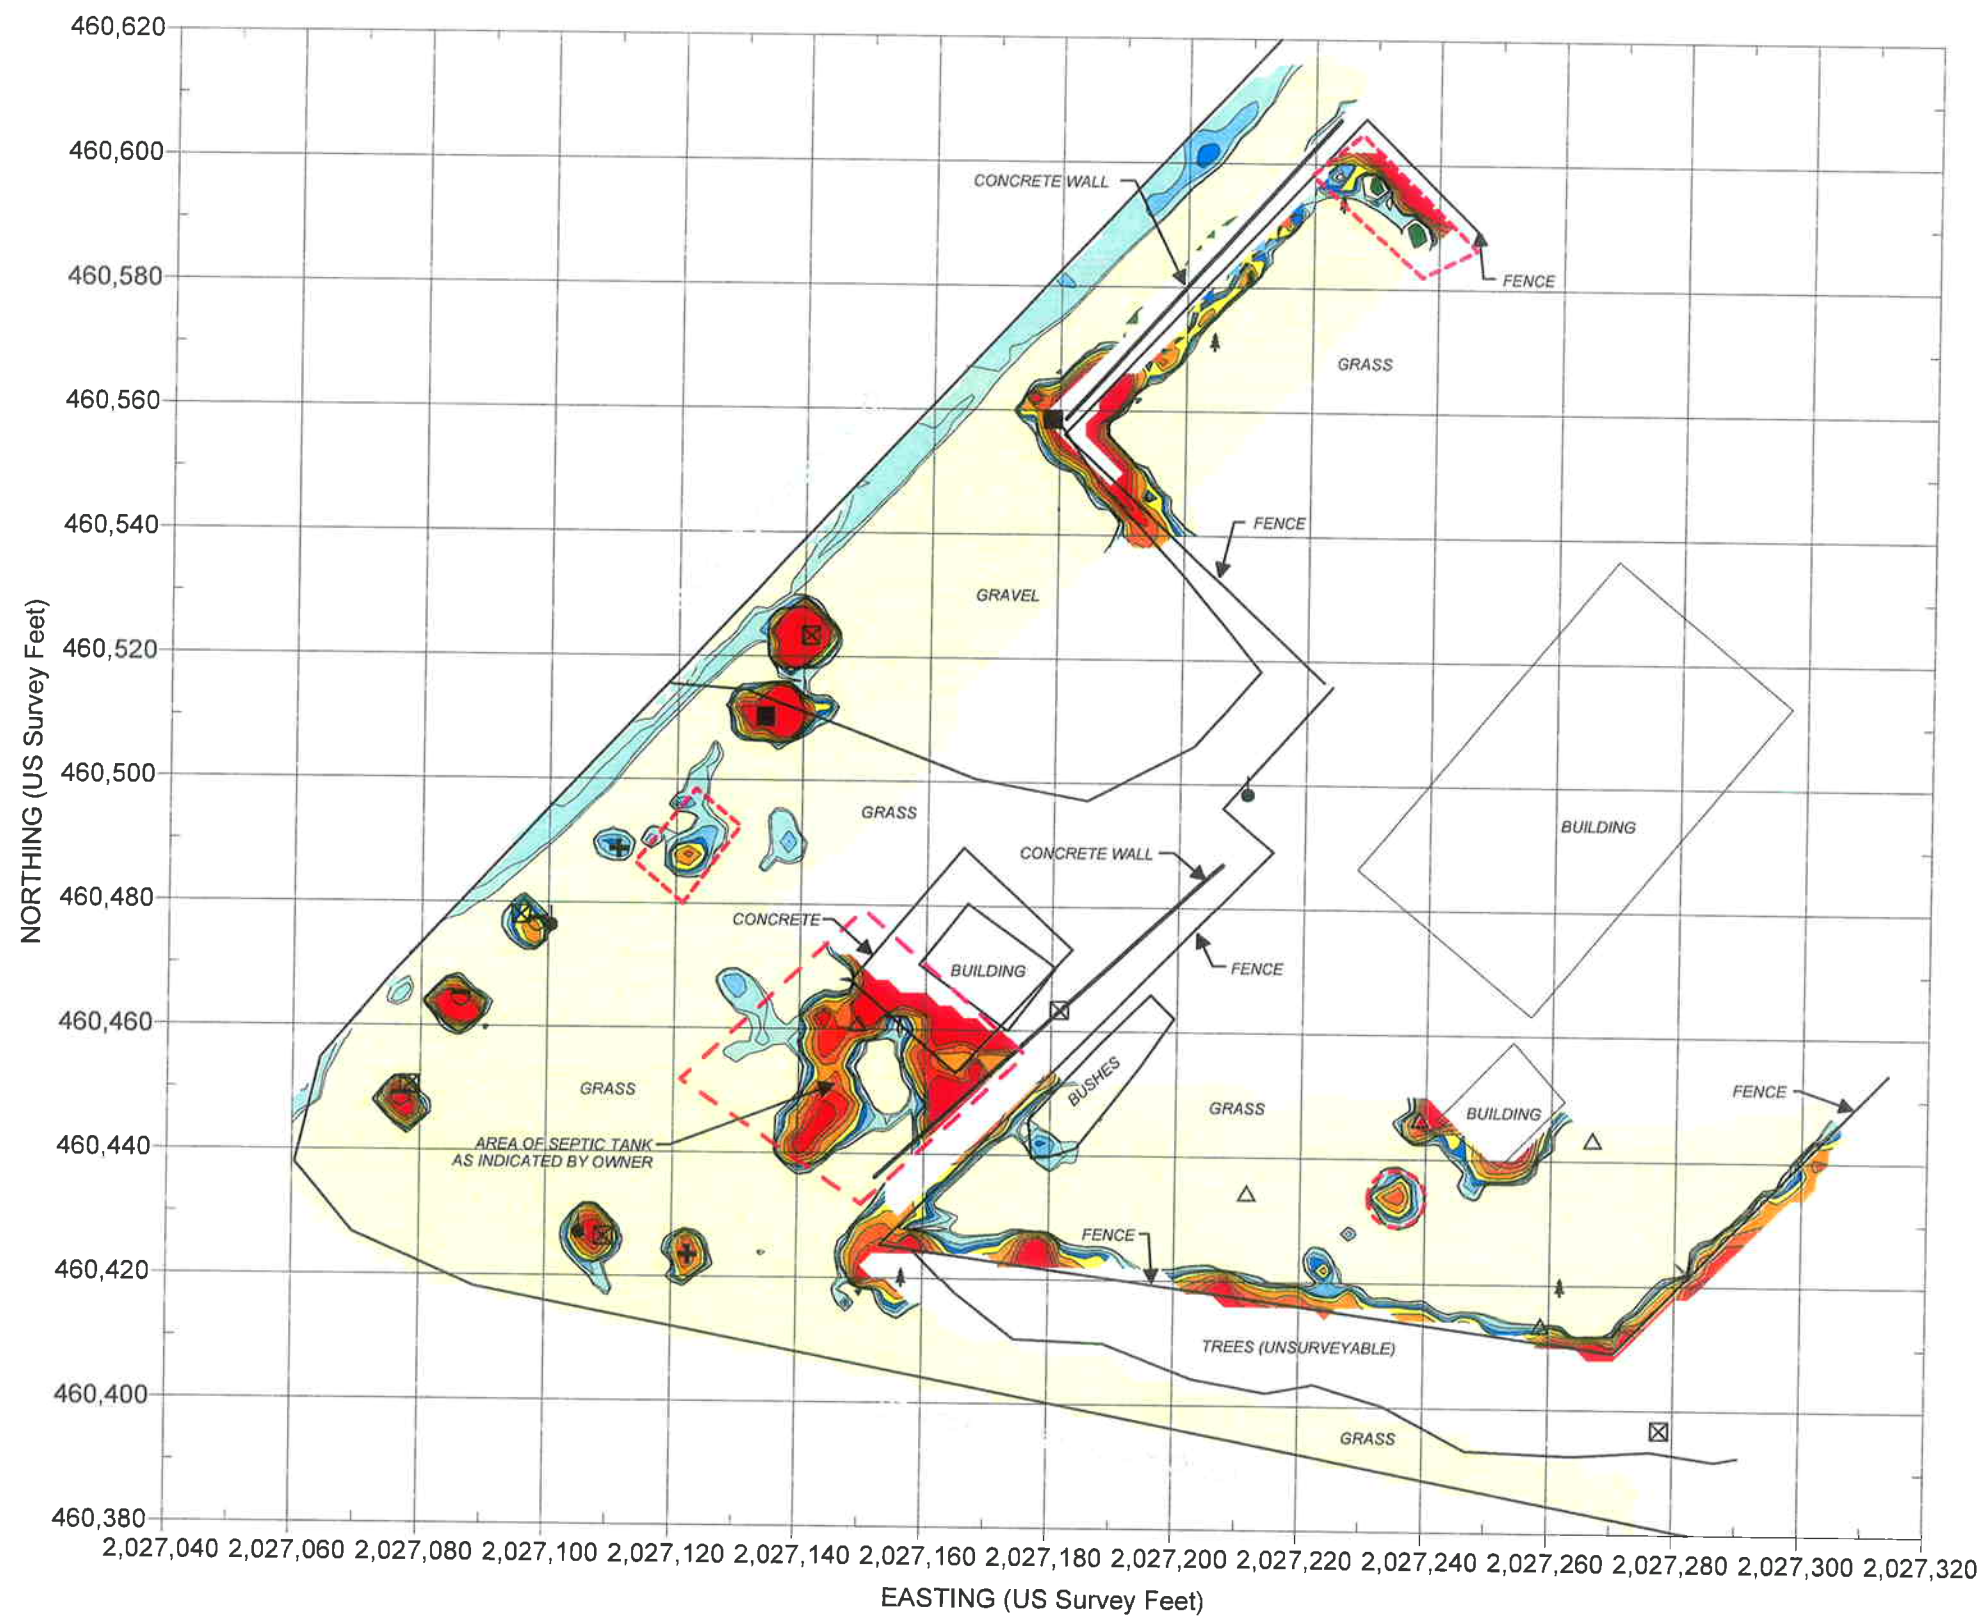 460,620
460,600
CONCRETE WALL
460,580
FENCE
GRASS
460,560
460,540
FENCE
GRAVEL
460,520
460,500
GRASS
BUILDING
CONCRETE WALL
460,480
CONCRETE
BUILDING
FENCE
460,460
BUSHES
GRASS
GRASS
BUILDING
FENCE
460,440
AREA OF SEPTIC TANK
AS INDICATED BY OWNER
FENCE
460,420
TREES (UNSURVEYABLE)
460,400
GRASS
460,380
NORTHING (US Survey Feet)
2,027,040 2,027,060 2,027,080 2,027,100 2,027,120 2,027,140 2,027,160 2,027,180 2,027,200 2,027,220 2,027,240 2,027,260 2,027,280 2,027,300 2,027,320
EASTING (US Survey Feet)